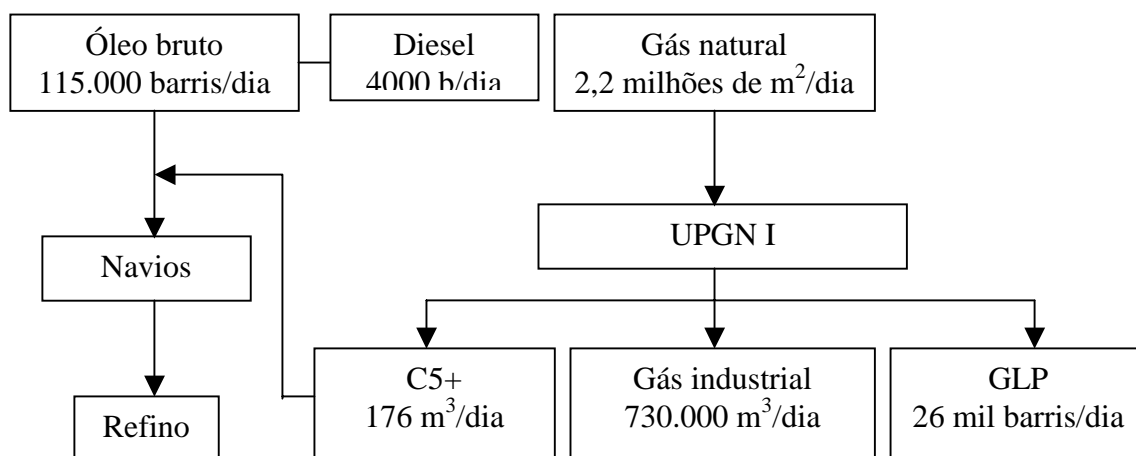 Óleo bruto
115.000 barris/dia
Diesel
4000 b/dia
Gás natural
2,2 milhões de m²/dia
UPGN I
Navios
C5+
176 m³/dia
Gás industrial
730.000 m³/dia
GLP
26 mil barris/dia
Refino